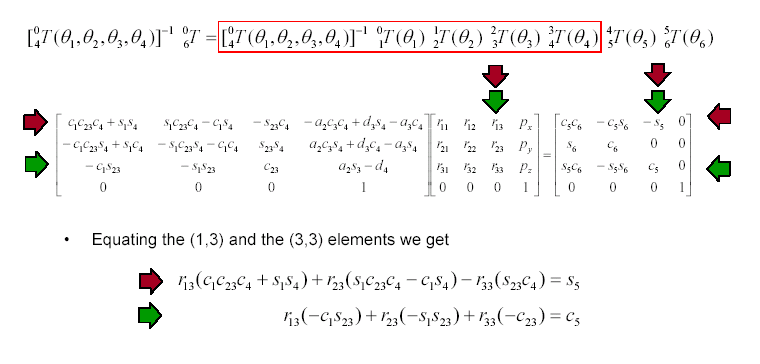 [⁰₄T(θ₁,θ₂,θ₃,θ₄)]⁻¹ ⁰₆T = [⁰₄T(θ₁,θ₂,θ₃,θ₄)]⁻¹ ⁰₁T(θ₁) ¹₂T(θ₂) ²₃T(θ₃) ³₄T(θ₄) ⁴₅T(θ₅) ⁵₆T(θ₆)
[c₁c₂₃c₄ + s₁s₄ s₁c₂₃c₄ − c₁s₄ − s₂₃c₄ − a₂c₃c₄ + d₃s₄ − a₃c₄] [r₁₁ r₁₂ r₁₃ pₓ] [c₅c₆ − c₅s₆ − s₅ 0]
[− c₁c₂₃s₄ + s₁c₄ − s₁c₂₃s₄ − c₁c₄ s₂₃s₄ a₂c₃s₄ + d₃c₄ − a₃s₄] [r₂₁ r₂₂ r₂₃ p_y] = [s₆ c₆ 0 0]
[− c₁s₂₃ − s₁s₂₃ c₂₃ a₂s₃ − d₄] [r₃₁ r₃₂ r₃₃ p_z] [s₅c₆ − s₅s₆ c₅ 0]
[0 0 0 1] [0 0 0 1] [0 0 0 1]
• Equating the (1,3) and the (3,3) elements we get
r₁₃(c₁c₂₃c₄ + s₁s₄) + r₂₃(s₁c₂₃c₄ − c₁s₄) − r₃₃(s₂₃c₄) = s₅
r₁₃(−c₁s₂₃) + r₂₃(−s₁s₂₃) + r₃₃(−c₂₃) = c₅